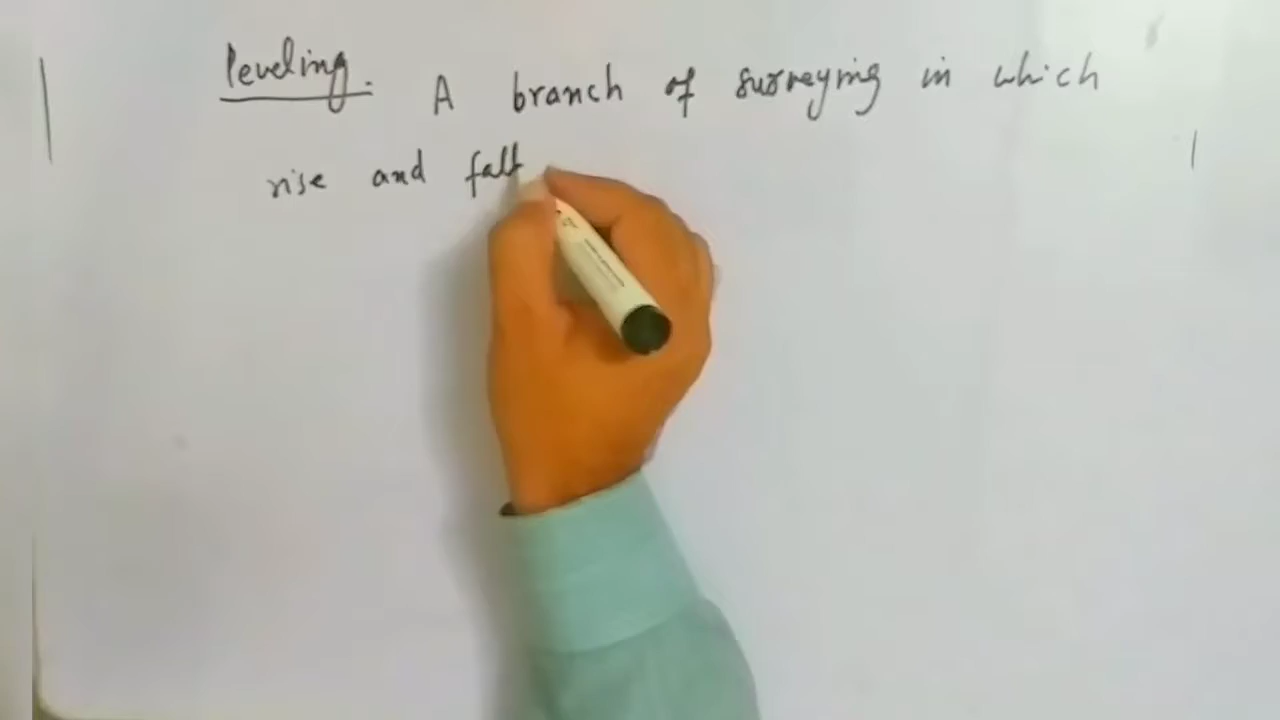 leveling. A branch of surveying in which
rise and fall